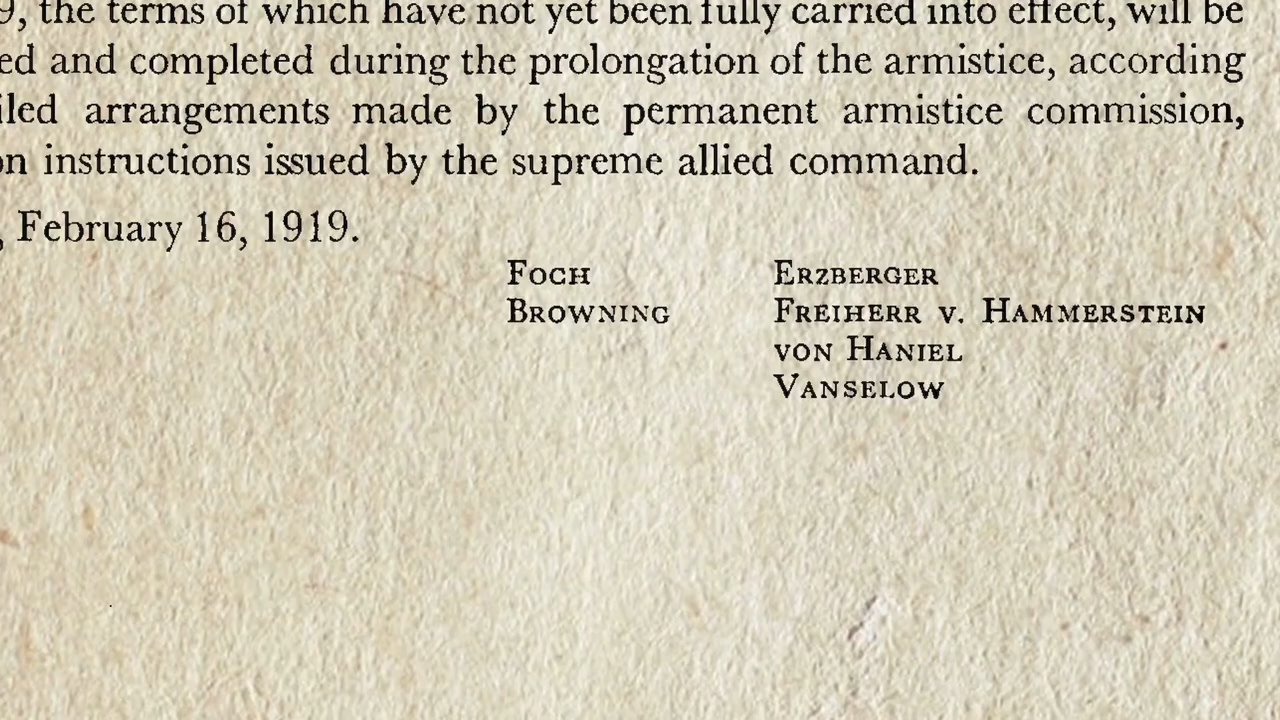 9, the terms of which have not yet been fully carried into effect, will be
ed and completed during the prolongation of the armistice, according
iled arrangements made by the permanent armistice commission,
on instructions issued by the supreme allied command.
, February 16, 1919.
Foch Erzberger
Browning Freiherr v. Hammerstein
von Haniel
Vanselow